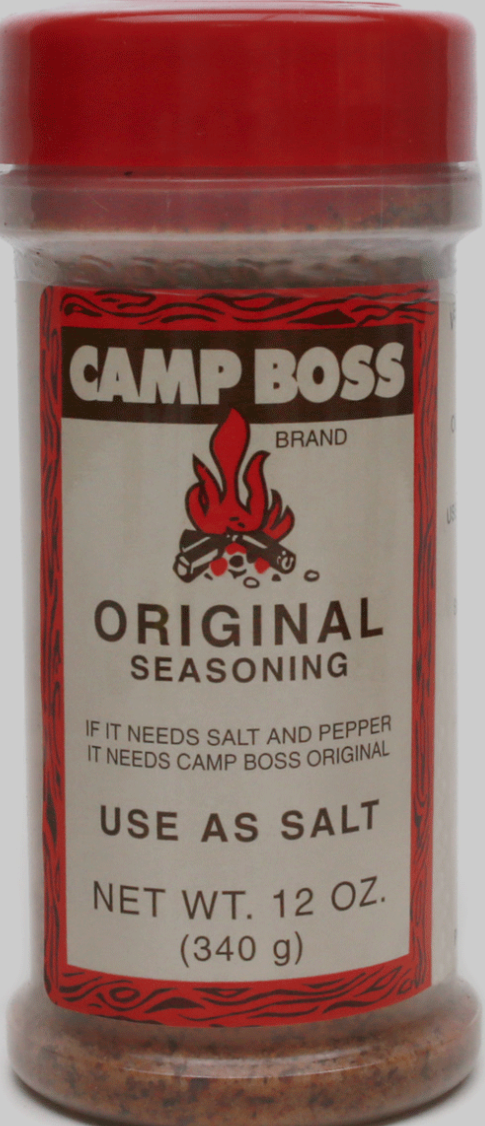 CAMP BOSS
BRAND
ORIGINAL
SEASONING
IF IT NEEDS SALT AND PEPPER
IT NEEDS CAMP BOSS ORIGINAL
USE AS SALT
NET WT. 12 OZ.
(340 g)